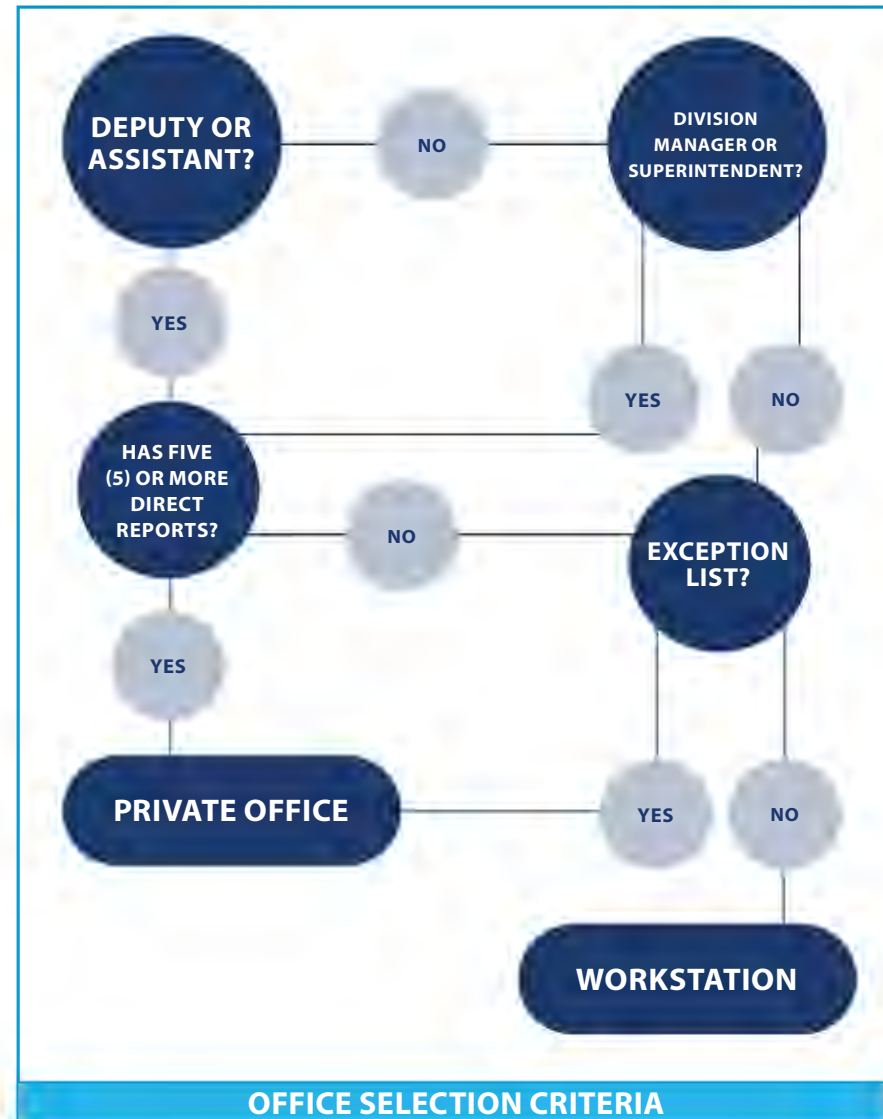 DEPUTY OR
ASSISTANT?
NO
DIVISION
MANAGER OR
SUPERINTENDENT?
YES
YES
NO
HAS FIVE
(5) OR MORE
DIRECT
REPORTS?
NO
EXCEPTION
LIST?
YES
PRIVATE OFFICE
YES
NO
WORKSTATION
OFFICE SELECTION CRITERIA